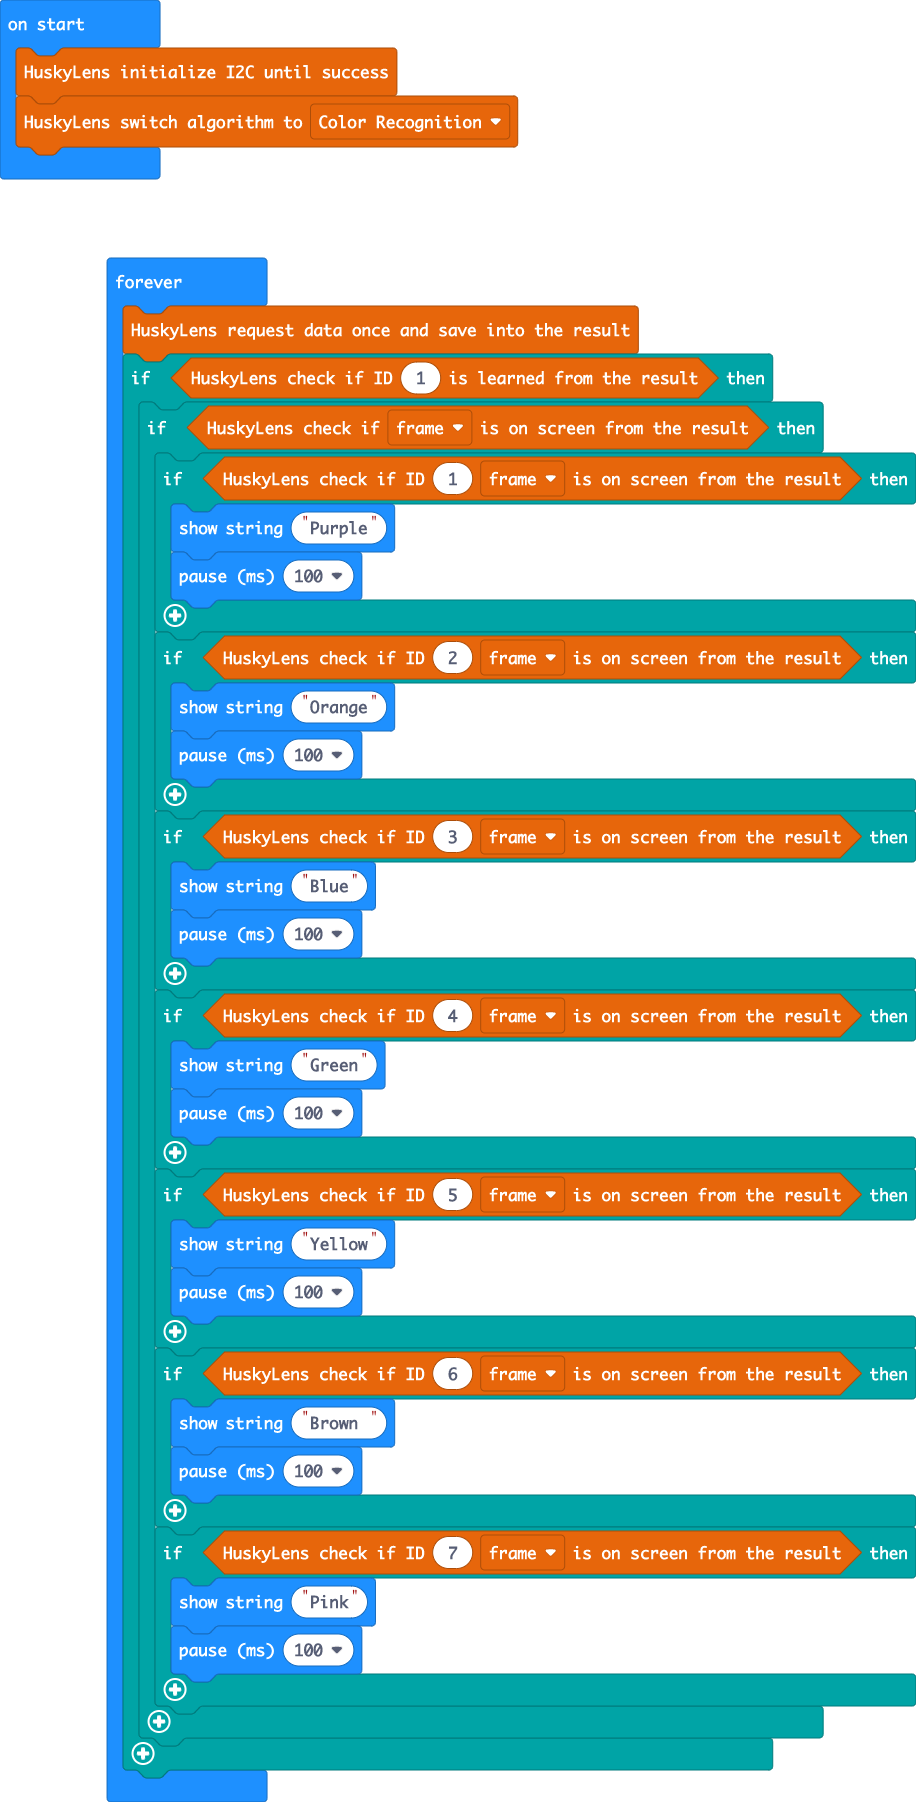 on start
HuskyLens initialize I2C until success
HuskyLens switch algorithm to Color Recognition
forever
HuskyLens request data once and save into the result
if HuskyLens check if ID 1 is learned from the result then
if HuskyLens check if frame is on screen from the result then
if HuskyLens check if ID 1 frame is on screen from the result then
show string "Purple"
pause (ms) 100
if HuskyLens check if ID 2 frame is on screen from the result then
show string "Orange"
pause (ms) 100
if HuskyLens check if ID 3 frame is on screen from the result then
show string "Blue"
pause (ms) 100
if HuskyLens check if ID 4 frame is on screen from the result then
show string "Green"
pause (ms) 100
if HuskyLens check if ID 5 frame is on screen from the result then
show string "Yellow"
pause (ms) 100
if HuskyLens check if ID 6 frame is on screen from the result then
show string "Brown "
pause (ms) 100
if HuskyLens check if ID 7 frame is on screen from the result then
show string "Pink"
pause (ms) 100